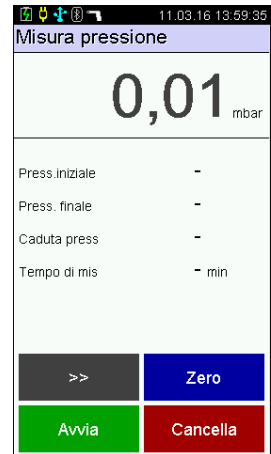 11.03.16 13:59:35
Misura pressione
0,01 mbar
Press.iniziale -
Press. finale -
Caduta press -
Tempo di mis - min
>> Zero
Avvia Cancella